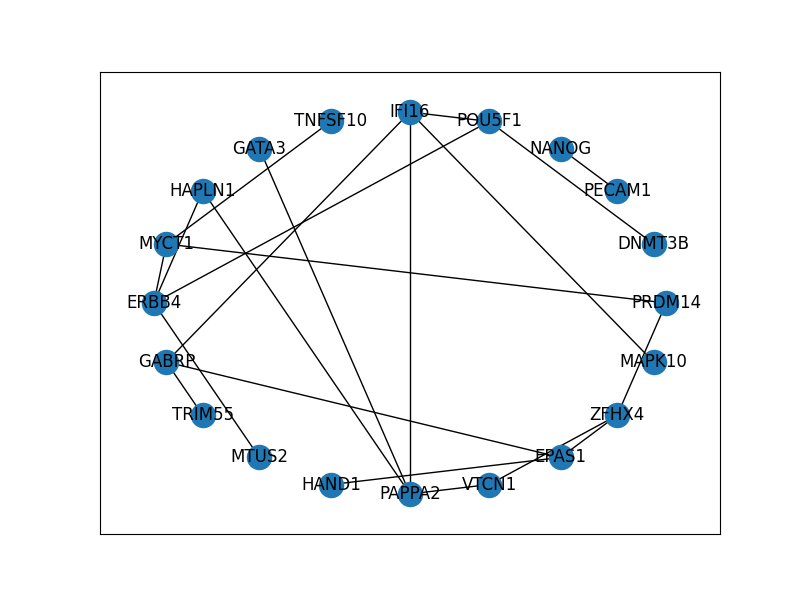 IFI16
TNFSF10
POU5F1
GATA3
NANOG
HAPLN1
PECAM1
MYCT1
DNMT3B
ERBB4
PRDM14
GABRP
MAPK10
TRIM55
ZFHX4
MTUS2
EPAS1
HAND1
VTCN1
PAPPA2